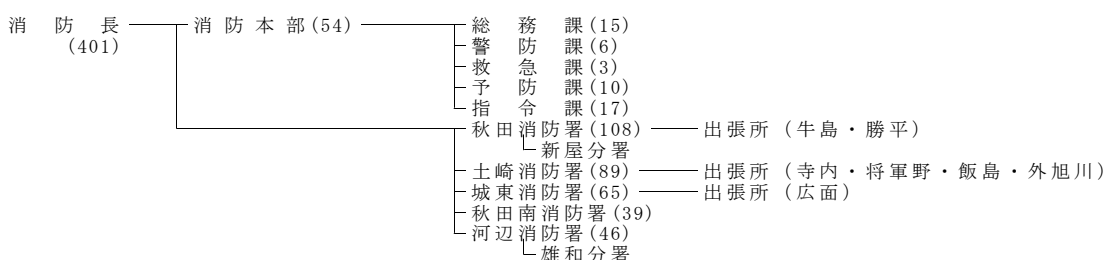 消防長 消防本部(54) 総務課(15)
(401) 警防課(6)
救急課(3)
予防課(10)
指令課(17)
秋田消防署(108) 出張所（牛島・勝平）
新屋分署
土崎消防署(89) 出張所（寺内・将軍野・飯島・外旭川）
城東消防署(65) 出張所（広面）
秋田南消防署(39)
河辺消防署(46)
雄和分署